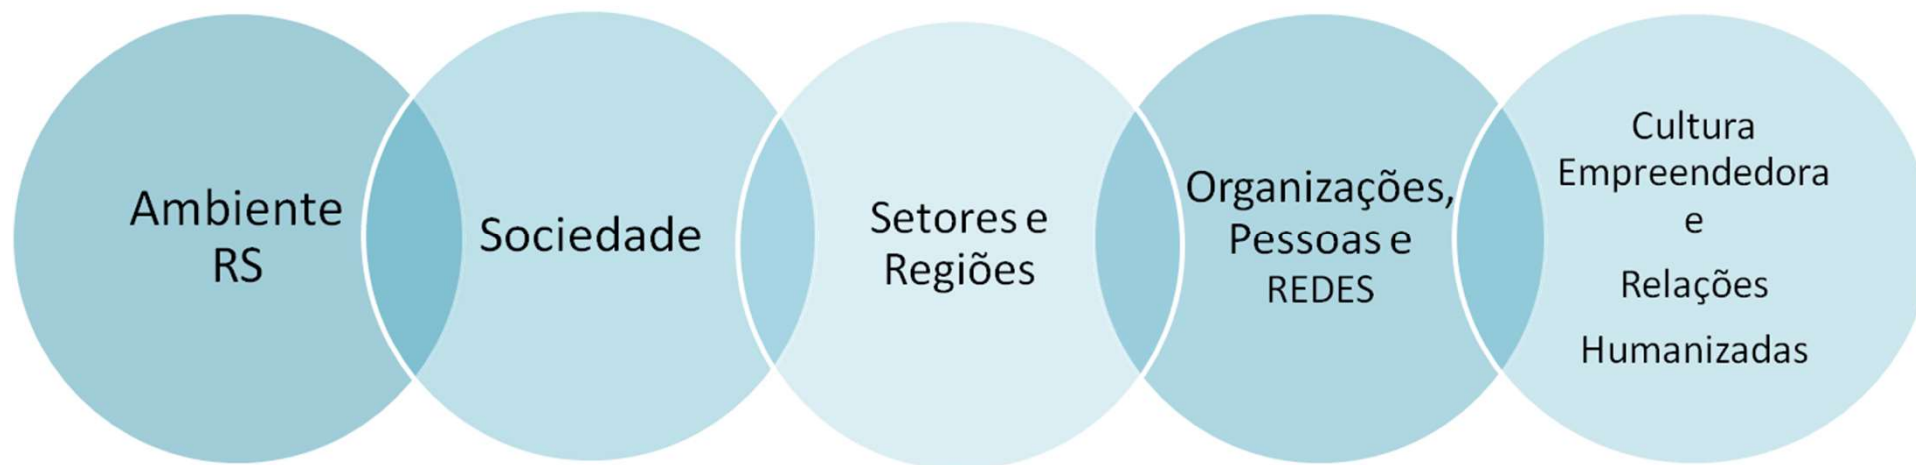 Ambiente
RS
Sociedade
Setores e
Regiões
Organizações,
Pessoas e
REDES
Cultura
Empreendedora
e
Relações
Humanizadas